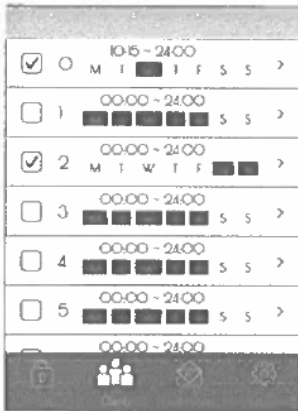 10:15 ~ 24:00
0 M T T F S S >
00:00 ~ 24:00
1 S S >
00:00 ~ 24:00
2 M T W T F >
00:00 ~ 24:00
3 S S >
00:00 ~ 24:00
4 S S >
00:00 ~ 24:00
5 S S >
00:00 ~ 24:00